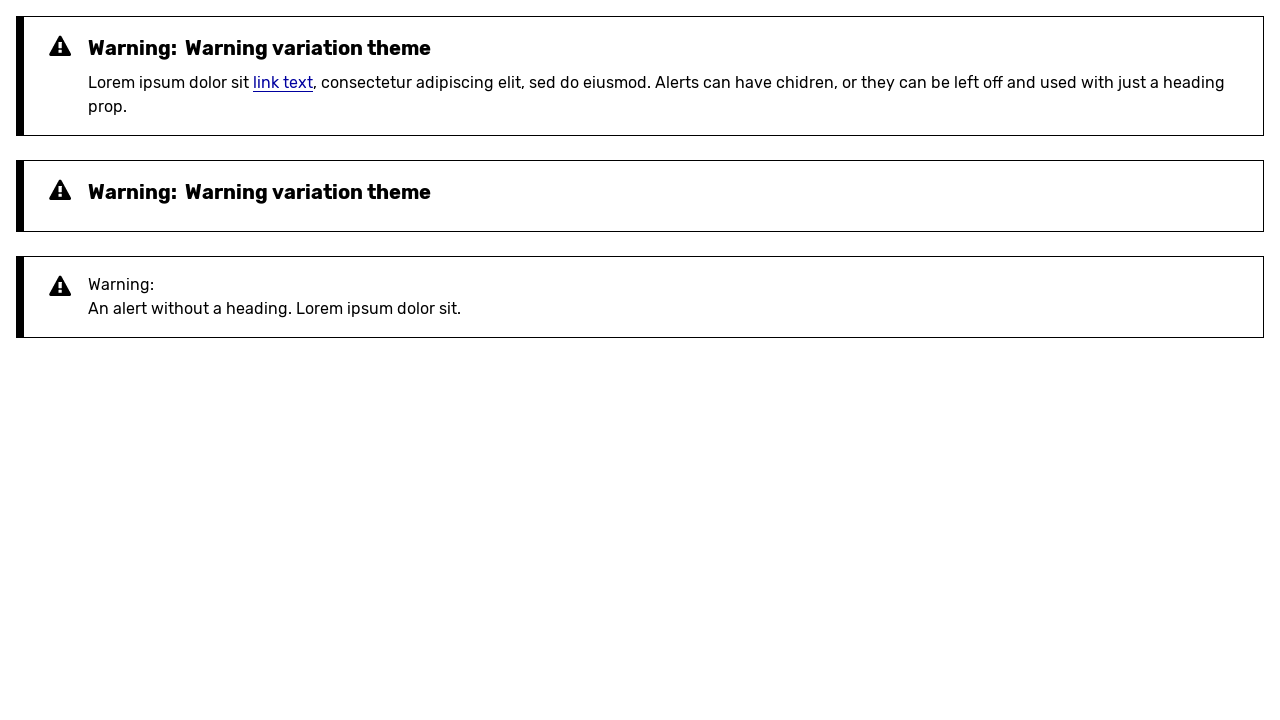 Warning: Warning variation theme
Lorem ipsum dolor sit link text, consectetur adipiscing elit, sed do eiusmod. Alerts can have chidren, or they can be left off and used with just a heading
prop.
Warning: Warning variation theme
Warning:
An alert without a heading. Lorem ipsum dolor sit.